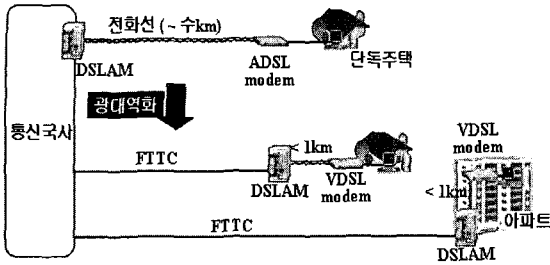 전화선 (~ 수km)
DSLAM
ADSL
modem
단독주택
광대역화
통신국사
FTTC
< 1km
DSLAM
VDSL
modem
VDSL
modem
< 1km
아파트
FTTC
DSLAM